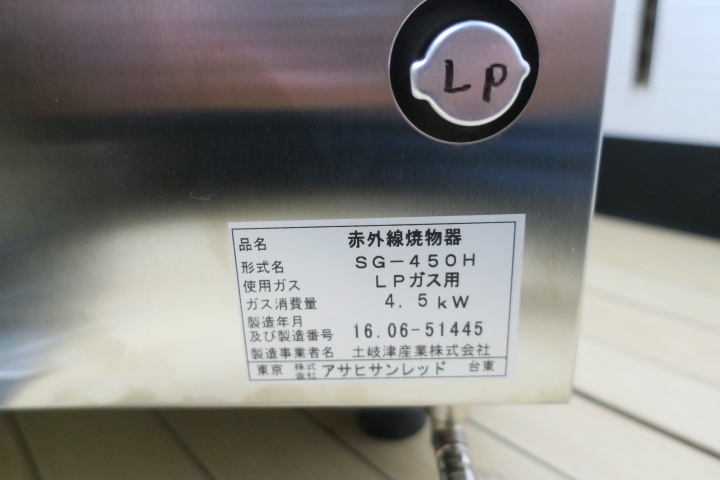 LP
品名 赤外線焼物器
形式名 SG-450H
使用ガス LPガス用
ガス消費量 4.5kW
製造年月
及び製造番号 16.06-51445
製造事業者名 土岐津産業株式会社
東京 株式会社 アサヒサンレッド 台東